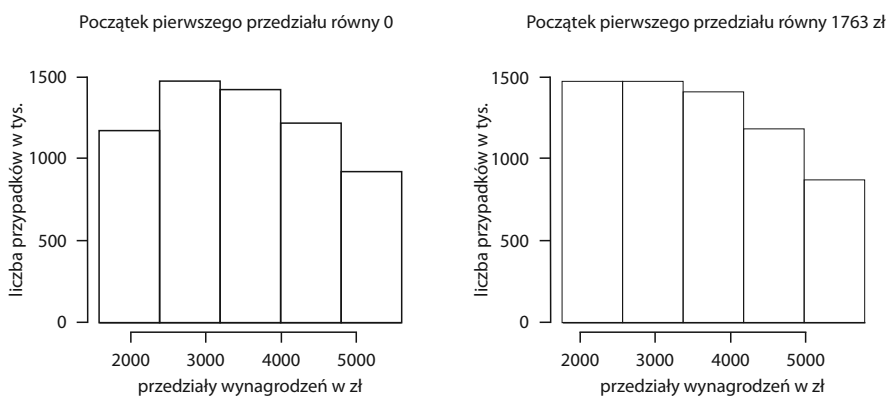 Początek pierwszego przedziału równy 0
liczba przypadków w tys.
1500
1000
500
0
2000 3000 4000 5000
przedziały wynagrodzeń w zł
Początek pierwszego przedziału równy 1763 zł
liczba przypadków w tys.
1500
1000
500
0
2000 3000 4000 5000
przedziały wynagrodzeń w zł